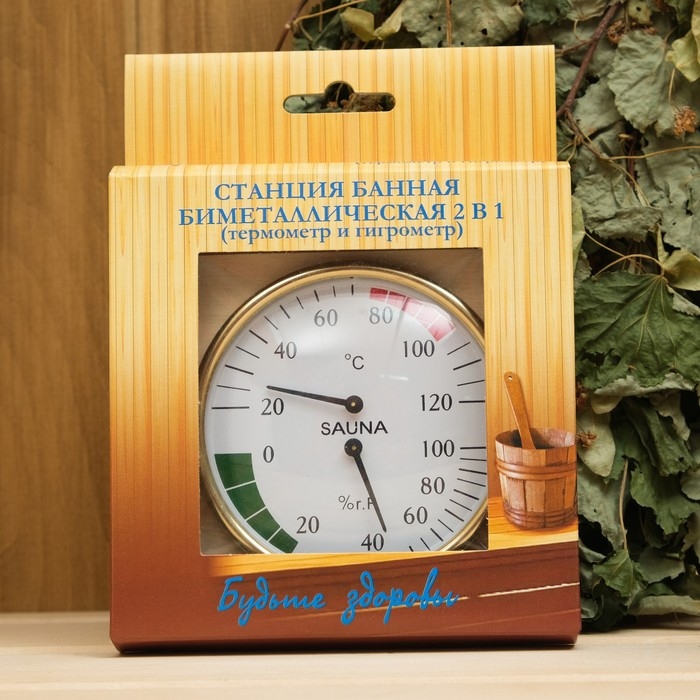 СТАНЦИЯ БАННАЯ
БИМЕТАЛЛИЧЕСКАЯ 2 В 1
(термометр и гигрометр)
60 80
40 100
°C
20 120
SAUNA
0 100
80
%r.
20 60
40
Будьте здоровы